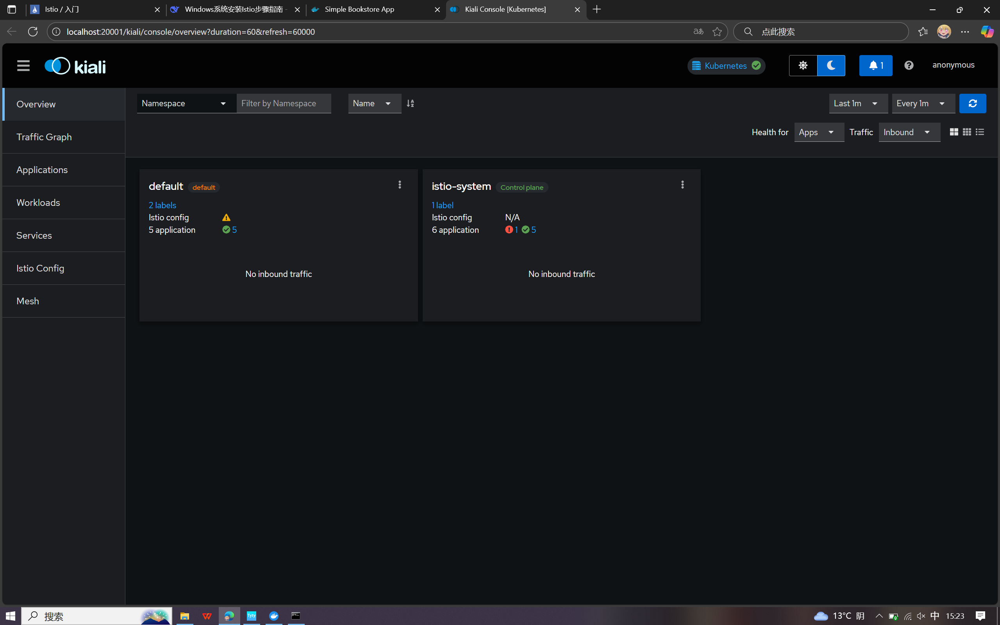 Istio / 入门
Windows系统安装Istio步骤指南 -
Simple Bookstore App
Kiali Console [Kubernetes]
localhost:20001/kiali/console/overview?duration=60&refresh=60000
aあ
点此搜索
kiali
Kubernetes
1
anonymous
Overview
Traffic Graph
Applications
Workloads
Services
Istio Config
Mesh
Namespace
Filter by Namespace
Name
Last 1m
Every 1m
Health for
Apps
Traffic
Inbound
default default
2 labels
Istio config
5 application 5
No inbound traffic
istio-system Control plane
1 label
Istio config N/A
6 application 1 5
No inbound traffic
搜索
Tyty
13°C 阴
中
15:23